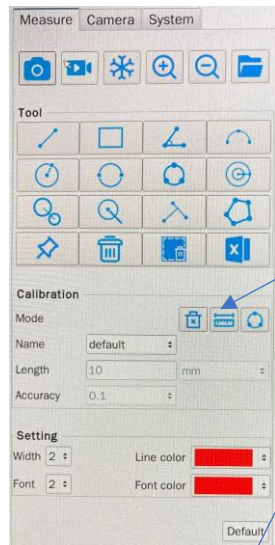 Measure Camera System
Tool
Calibration
Mode
Name default
Length 10 mm
Accuracy 0.1
Setting
Width 2 Line color
Font 2 Font color
Default